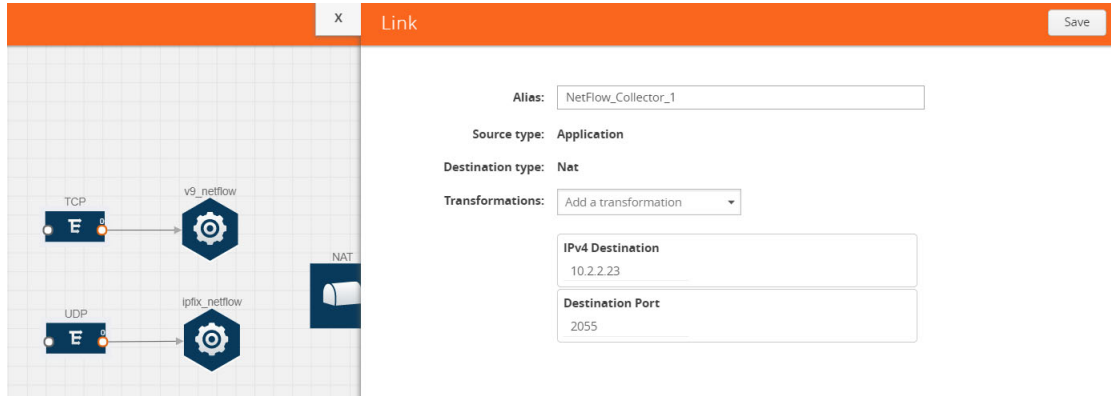 X
Link
Save
Alias:
NetFlow_Collector_1
Source type:
Application
Destination type:
Nat
Transformations:
Add a transformation
IPv4 Destination
10.2.2.23
Destination Port
2055
TCP
v9_netflow
NAT
UDP
ipfix_netflow